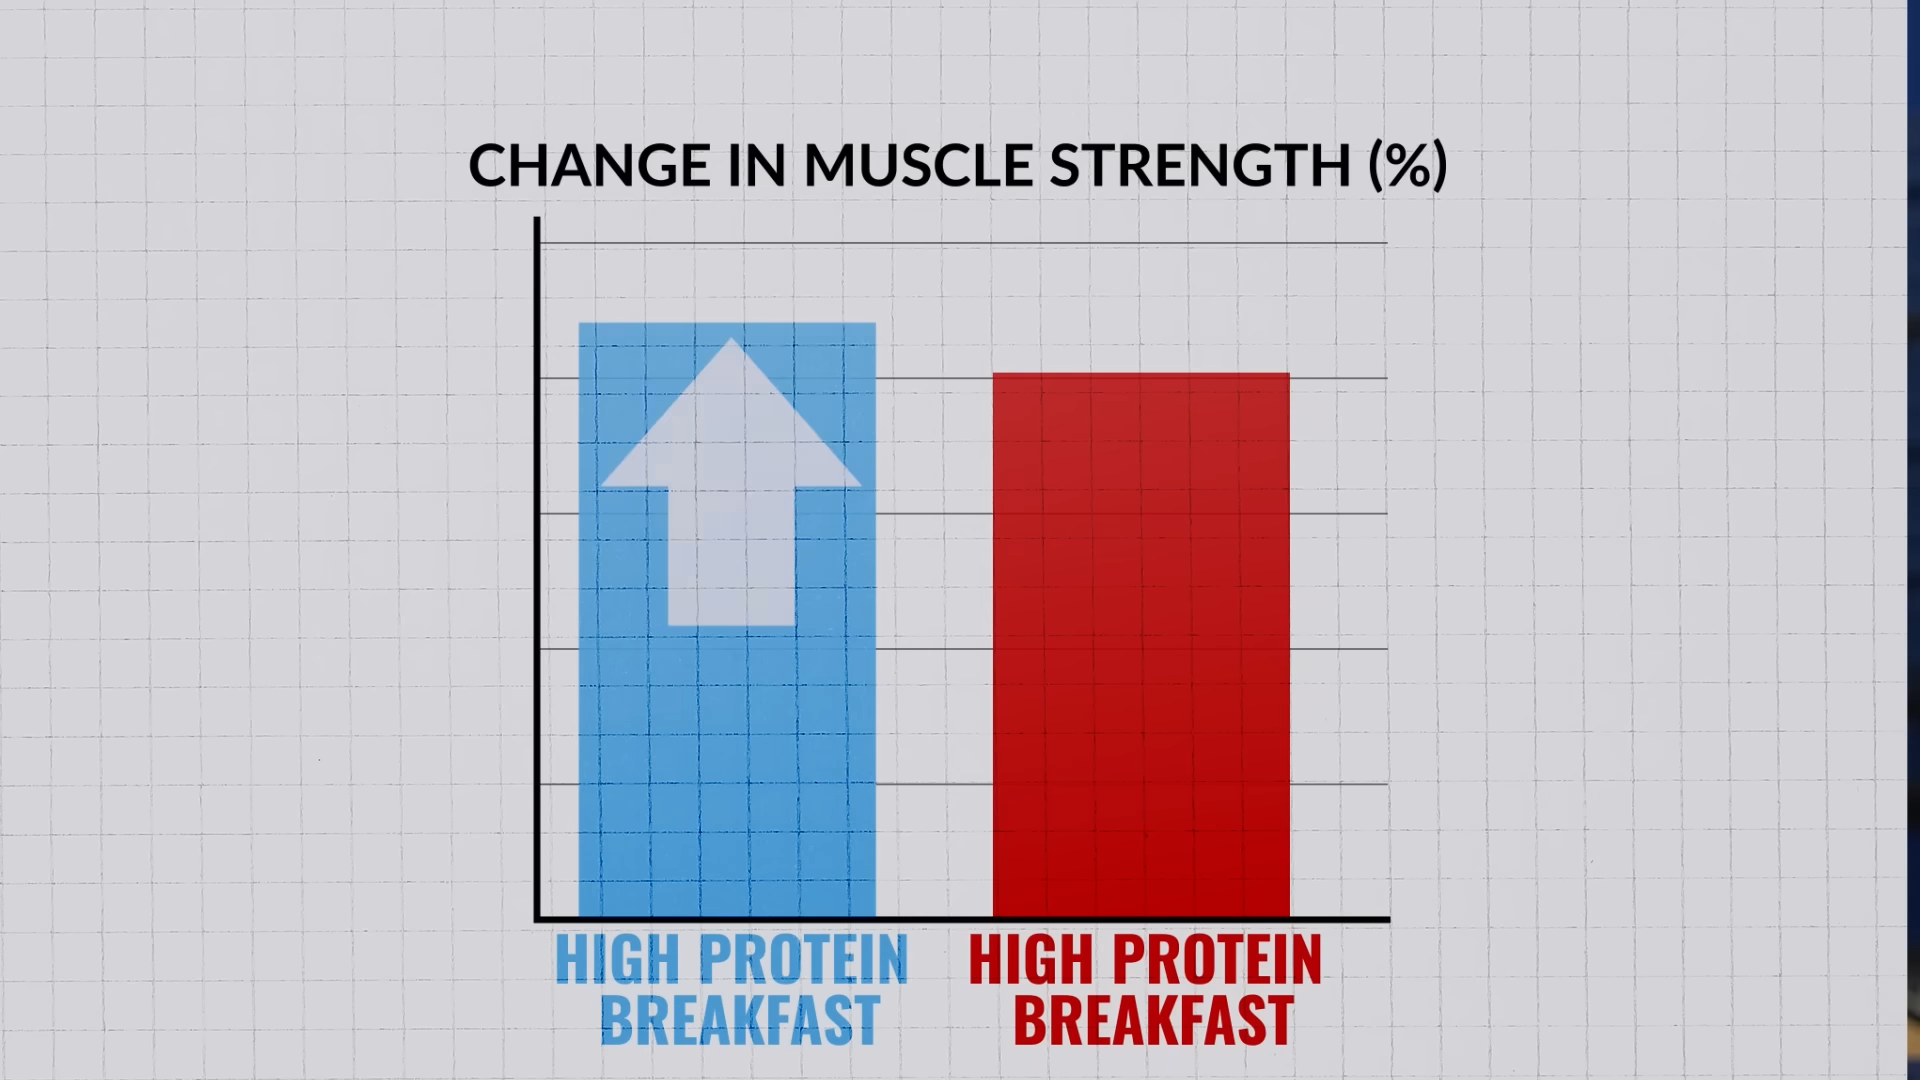 CHANGE IN MUSCLE STRENGTH (%)
HIGH PROTEIN
BREAKFAST
HIGH PROTEIN
BREAKFAST